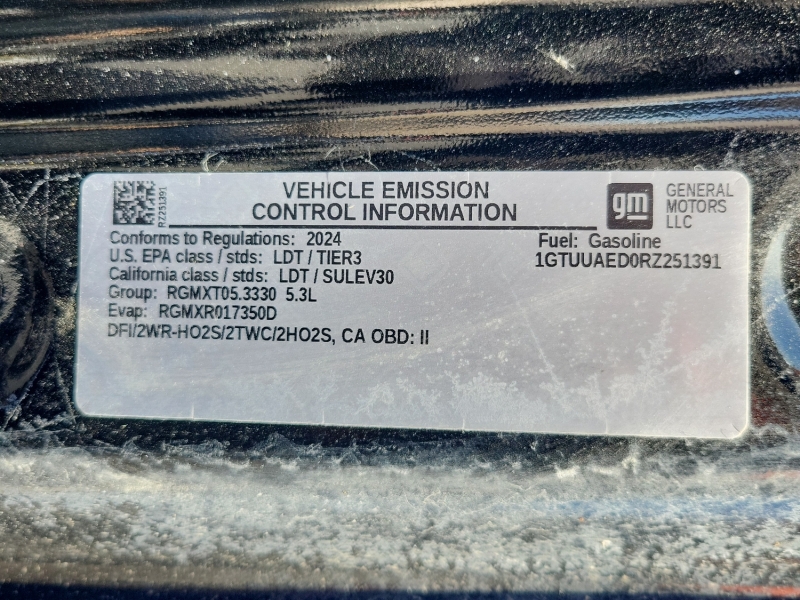 RZ251391
VEHICLE EMISSION
CONTROL INFORMATION
gm
GENERAL
MOTORS
LLC
Conforms to Regulations: 2024
U.S. EPA class / stds: LDT / TIER3
California class / stds: LDT / SULEV30
Group: RGMXT05.3330 5.3L
Evap: RGMXR017350D
DFI/2WR-HO2S/2TWC/2HO2S, CA OBD: II
Fuel: Gasoline
1GTUUAED0RZ251391